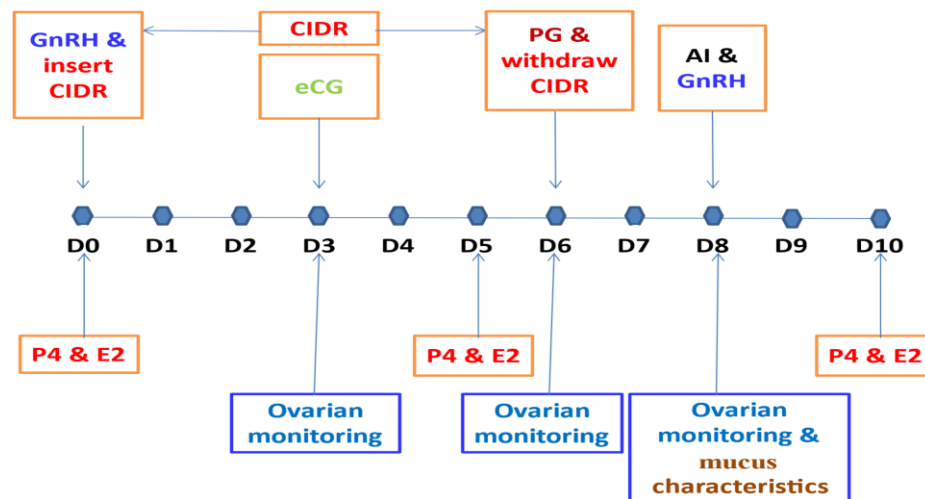 GnRH &
insert
CIDR
CIDR
eCG
PG &
withdraw
CIDR
AI &
GnRH
D0 D1 D2 D3 D4 D5 D6 D7 D8 D9 D10
P4 & E2
P4 & E2
P4 & E2
Ovarian
monitoring
Ovarian
monitoring
Ovarian
monitoring &
mucus
characteristics